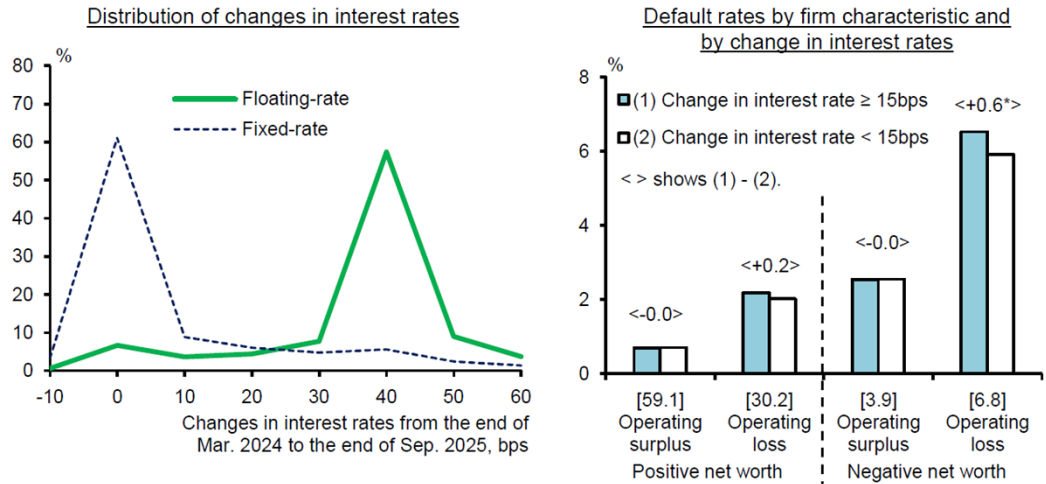 Distribution of changes in interest rates
%
80
70
60
50
40
30
20
10
0
Floating-rate
Fixed-rate
-10 0 10 20 30 40 50 60
Changes in interest rates from the end of
Mar. 2024 to the end of Sep. 2025, bps
Default rates by firm characteristic and
by change in interest rates
%
8
6
4
2
0
(1) Change in interest rate ≥ 15bps
(2) Change in interest rate < 15bps
< > shows (1) - (2).
<-0.0>
<+0.2>
<-0.0>
<+0.6*>
[59.1] [30.2] [3.9] [6.8]
Operating Operating Operating Operating
surplus loss surplus loss
Positive net worth Negative net worth